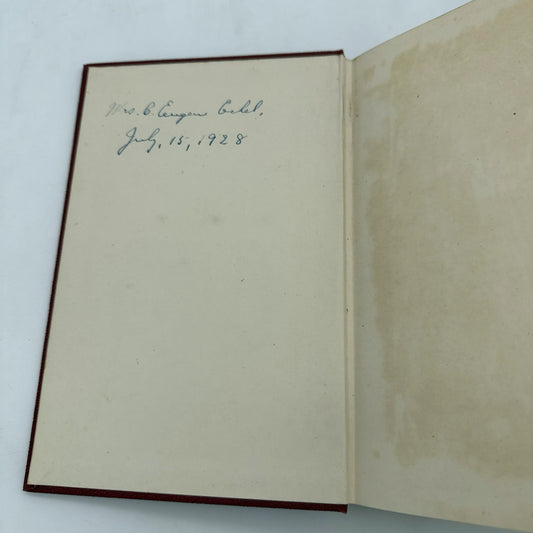 Mrs. C. Eugene
July, 15, 1928